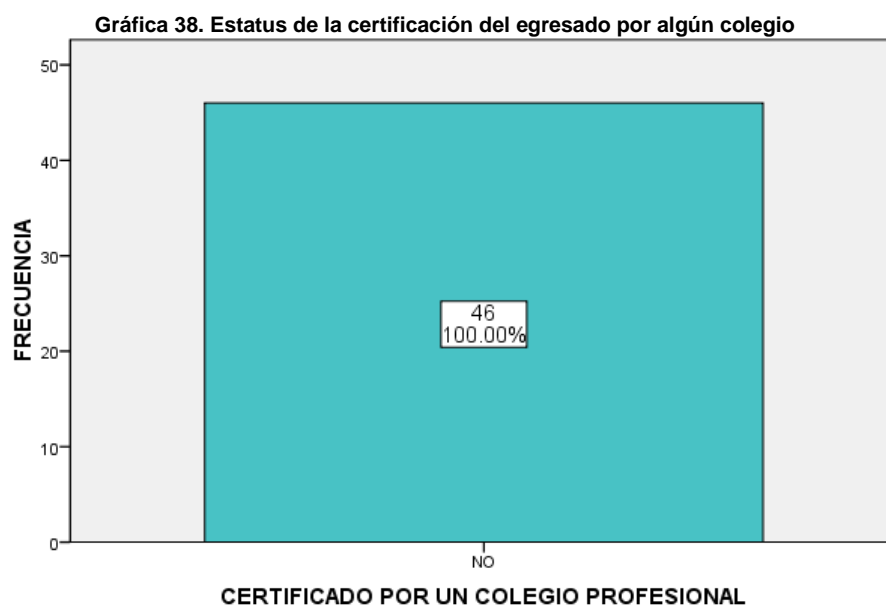 Gráfica 38. Estatus de la certificación del egresado por algún colegio
50
40
30
20
10
0
FRECUENCIA
46
100.00%
NO
CERTIFICADO POR UN COLEGIO PROFESIONAL